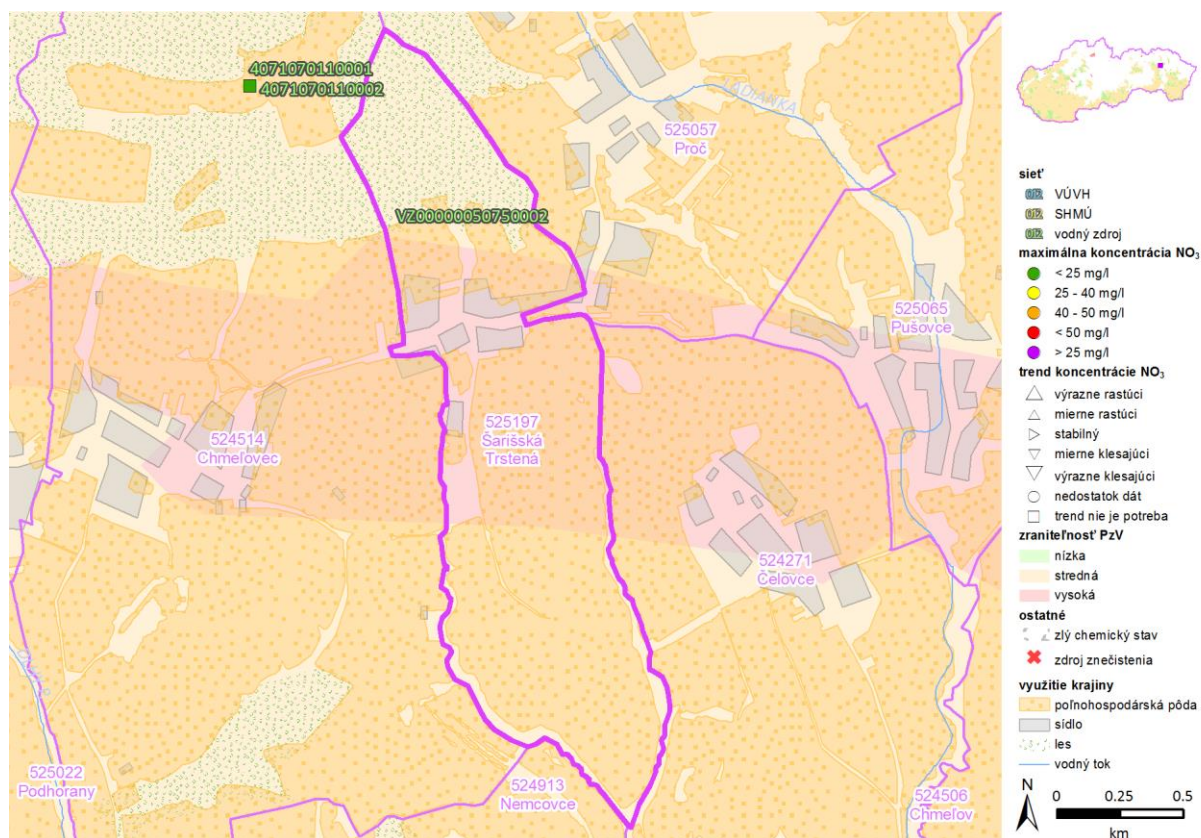 4071070110001
4071070110002
LADIANKA
525057
Proč
VZ00000050750002
525065
Pušovce
525197
Šarišská
Trstená
524514
Chmeľovec
524271
Čelovce
525022
Podhorany
524913
Nemcovce
524506
Chmeľov
sieť
VÚVH
SHMÚ
vodný zdroj
maximálna koncentrácia NO₃
< 25 mg/l
25 - 40 mg/l
40 - 50 mg/l
< 50 mg/l
> 25 mg/l
trend koncentrácie NO₃
výrazne rastúci
mierne rastúci
stabilný
mierne klesajúci
výrazne klesajúci
nedostatok dát
trend nie je potreba
zraniteľnosť PzV
nízka
stredná
vysoká
ostatné
zlý chemický stav
zdroj znečistenia
využitie krajiny
poľnohospodárská pôda
sídlo
les
vodný tok
N
0 0.25 0.5
km